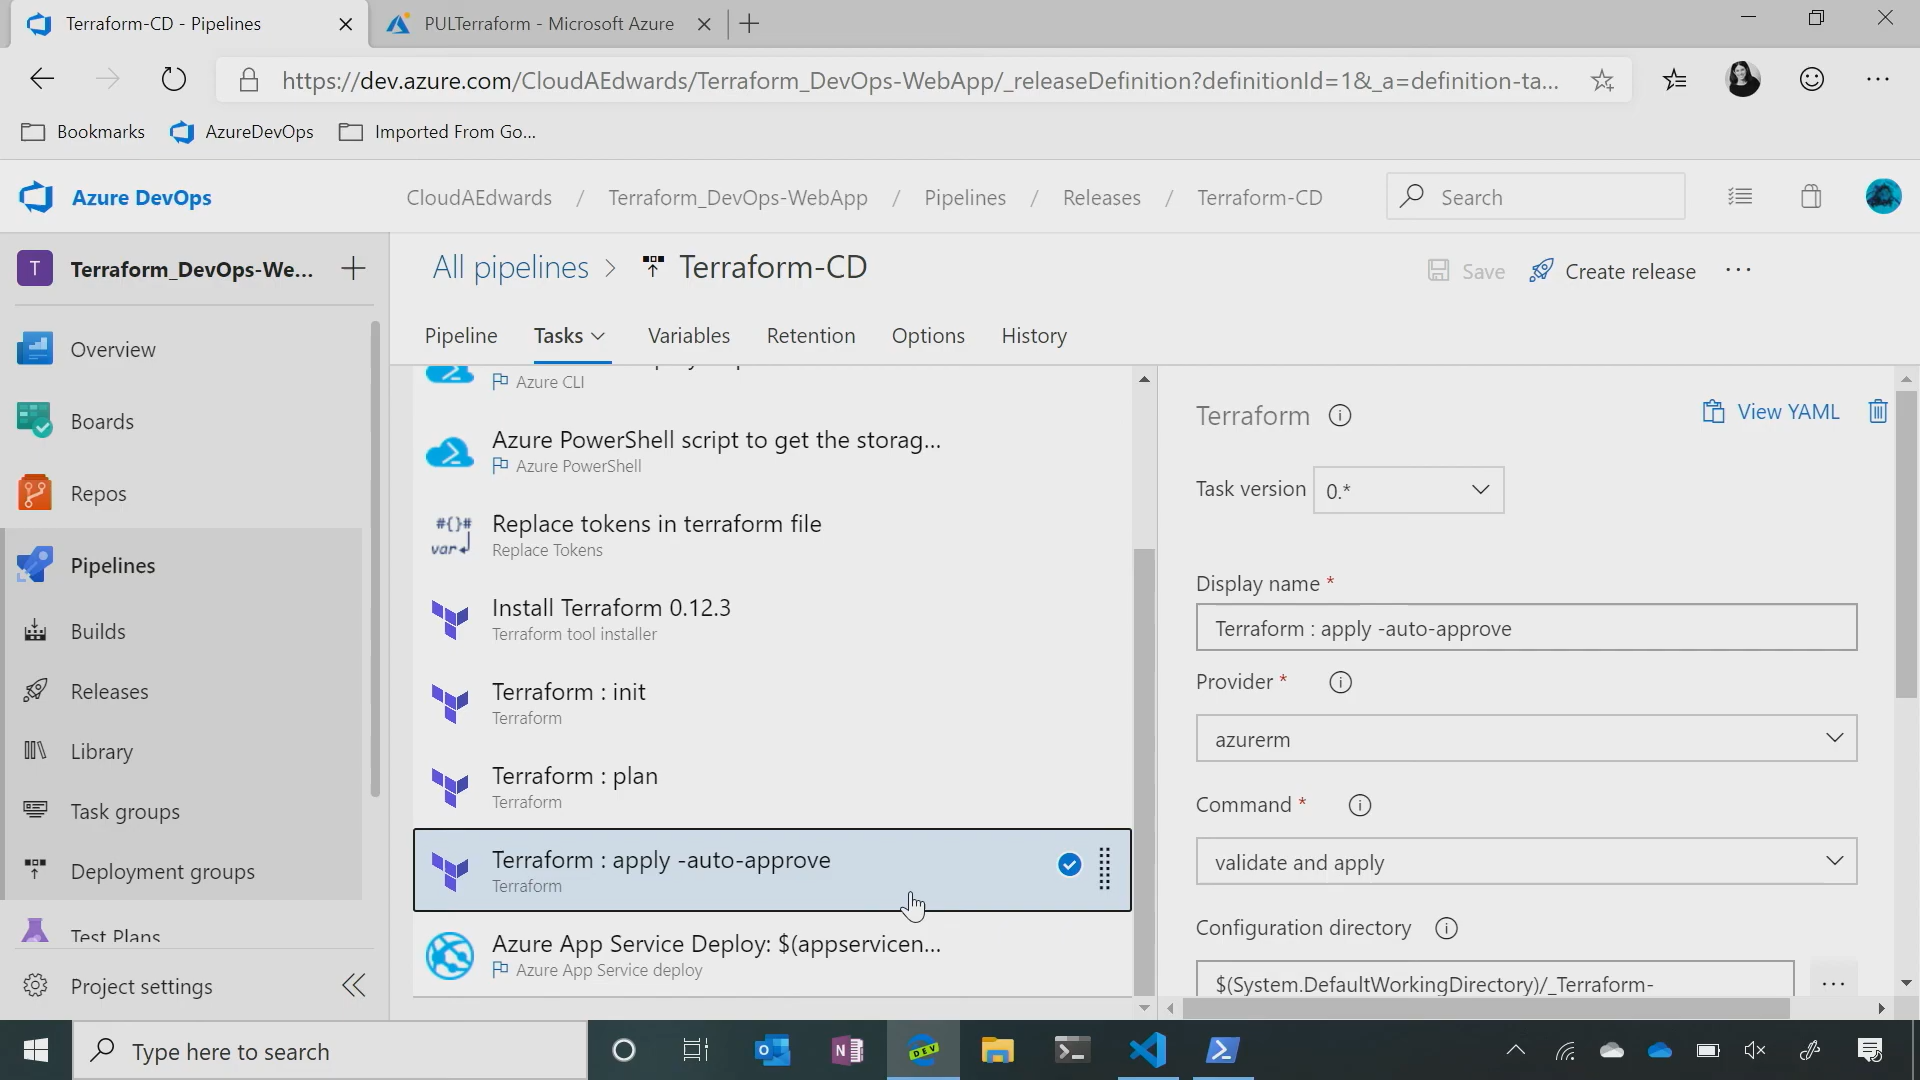 Terraform-CD - Pipelines
PULTerraform - Microsoft Azure
https://dev.azure.com/CloudAEdwards/Terraform_DevOps-WebApp/_releaseDefinition?definitionId=1&_a=definition-ta...
Bookmarks
AzureDevOps
Imported From Go...
Azure DevOps
CloudAEdwards / Terraform_DevOps-WebApp / Pipelines / Releases / Terraform-CD
Search
T
Terraform_DevOps-We...
All pipelines > Terraform-CD
Save
Create release
Pipeline
Tasks
Variables
Retention
Options
History
Overview
Boards
Repos
Pipelines
Builds
Releases
Library
Task groups
Deployment groups
Test Plans
Project settings
Azure CLI
Azure PowerShell script to get the storag...
Azure PowerShell
#{}#
var
Replace tokens in terraform file
Replace Tokens
Install Terraform 0.12.3
Terraform tool installer
Terraform : init
Terraform
Terraform : plan
Terraform
Terraform : apply -auto-approve
Terraform
Azure App Service Deploy: $(appservicen...
Azure App Service deploy
Terraform
View YAML
Task version
0.*
Display name *
Terraform : apply -auto-approve
Provider *
azurerm
Command *
validate and apply
Configuration directory
$(System.DefaultWorkingDirectory)/_Terraform-
Type here to search
DEV